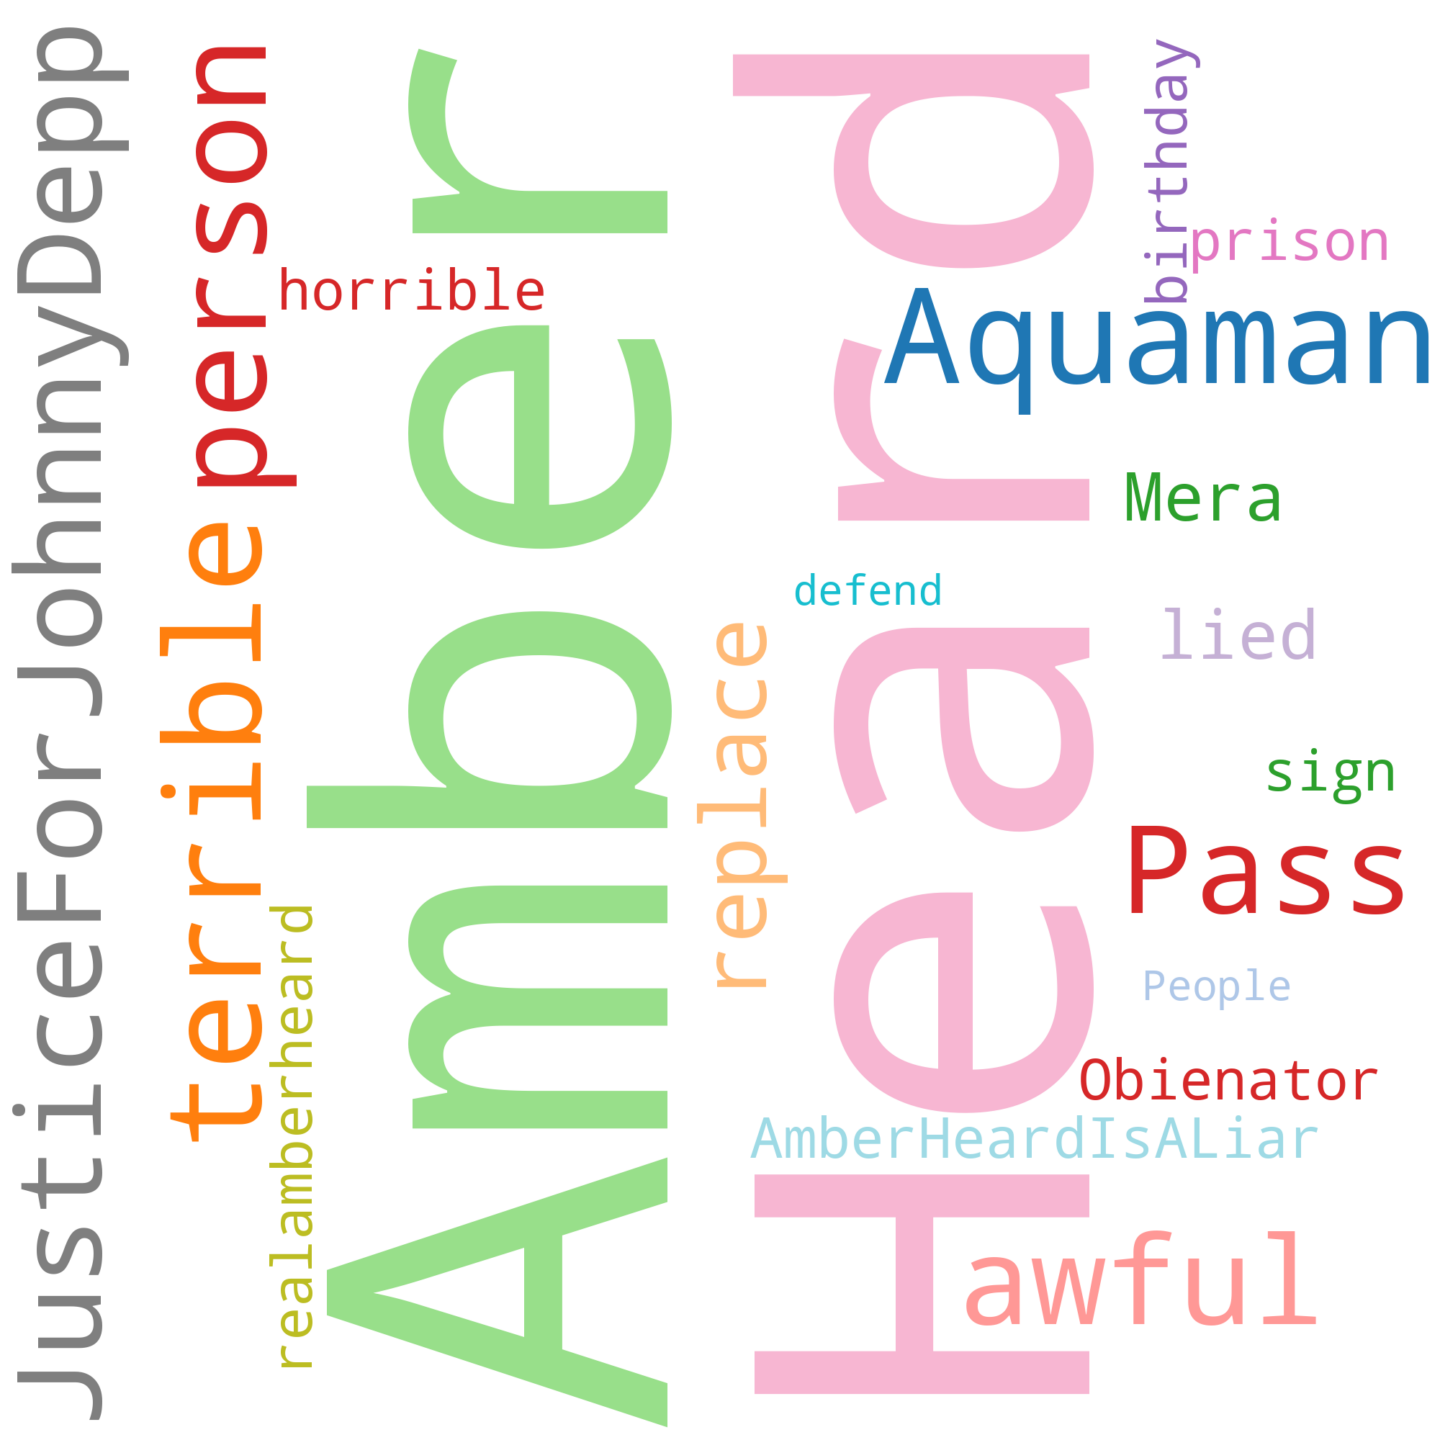 JusticeForJohnnyDepp
terrible
person
realamberheard
horrible
Amber
replace
defend
Heard
birthday
prison
Aquaman
Mera
lied
sign
Pass
People
Obienator
AmberHeardIsALiar
awful